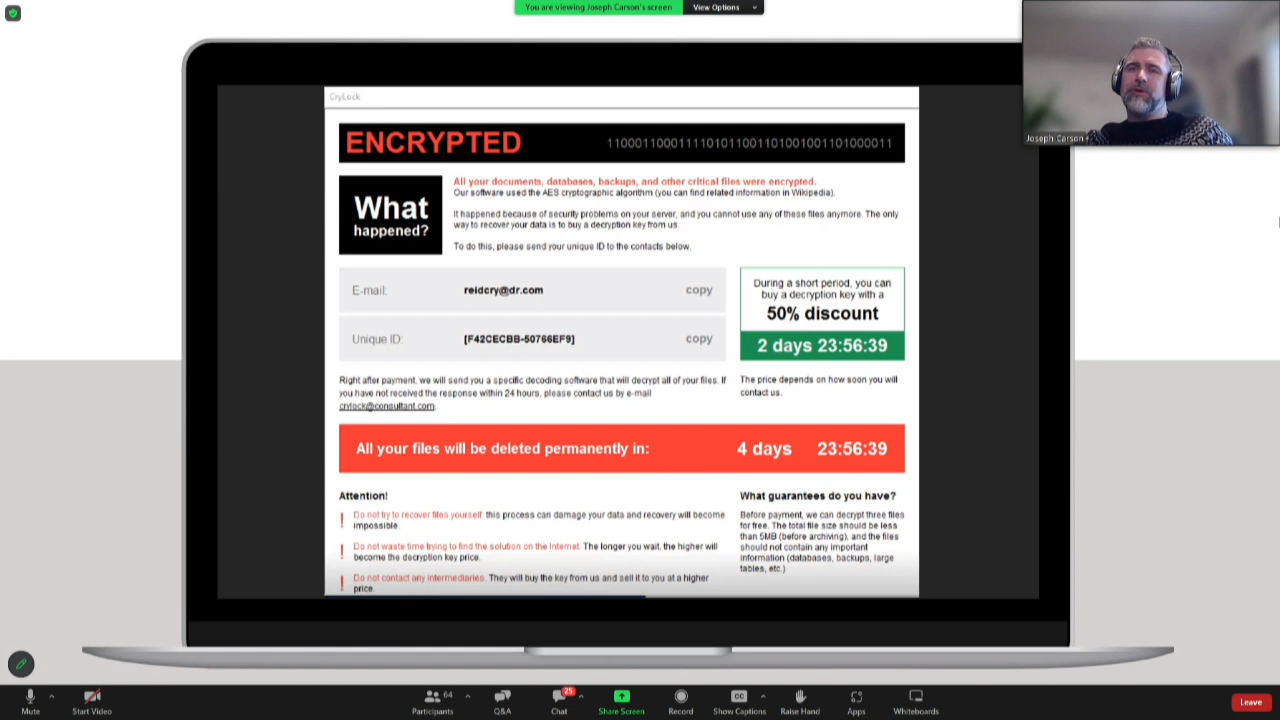 You are viewing Joseph Carson's screen
View Options
Joseph Carson
CryLock
ENCRYPTED
What
happened?
All your documents, databases, backups, and other critical files were encrypted.
Our software used the AES cryptographic algorithm (you can find related information in Wikipedia).
It happened because of security problems on your server, and you cannot use any of these files anymore. The only
way to recover your data is to buy a decryption key from us.
To do this, please send your unique ID to the contacts below.
E-mail:
reidcry@dr.com
copy
Unique ID:
[F42CECBB-50766EF9]
copy
During a short period, you can
buy a decryption key with a
50% discount
2 days 23:56:39
Right after payment, we will send you a specific decoding software that will decrypt all of your files. If
you have not received the response within 24 hours, please contact us by e-mail
crylock@consultant.com.
The price depends on how soon you will
contact us.
All your files will be deleted permanently in:
4 days 23:56:39
Attention!
! Do not try to recover files yourself. this process can damage your data and recovery will become
impossible.
! Do not waste time trying to find the solution on the Internet. The longer you wait, the higher will
become the decryption key price.
! Do not contact any intermediaries. They will buy the key from us and sell it to you at a higher
price.
What guarantees do you have?
Before payment, we can decrypt three files
for free. The total file size should be less
than 5MB (before archiving), and the files
should not contain any important
information (databases, backups, large
tables, etc.)
Mute
Start Video
64
Participants
Q&A
25
Chat
Share Screen
Record
CC
Show Captions
Raise Hand
Apps
Whiteboards
Leave